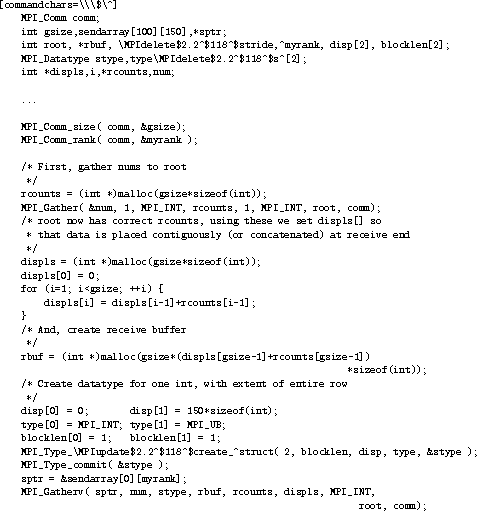 [commandchars=\\\$\^]
MPI_Comm comm;
int gsize,sendarray[100][150],*sptr;
int root, *rbuf, \MPIdelete$2.2^$118^$stride,^myrank, disp[2], blocklen[2];
MPI_Datatype stype,type\MPIdelete$2.2^$118^$s^[2];
int *displs,i,*rcounts,num;
...
MPI_Comm_size( comm, &gsize);
MPI_Comm_rank( comm, &myrank );
/* First, gather nums to root
*/
rcounts = (int *)malloc(gsize*sizeof(int));
MPI_Gather( &num, 1, MPI_INT, rcounts, 1, MPI_INT, root, comm);
/* root now has correct rcounts, using these we set displs[] so
* that data is placed contiguously (or concatenated) at receive end
*/
displs = (int *)malloc(gsize*sizeof(int));
displs[0] = 0;
for (i=1; i<gsize; ++i) {
displs[i] = displs[i-1]+rcounts[i-1];
}
/* And, create receive buffer
*/
rbuf = (int *)malloc(gsize*(displs[gsize-1]+rcounts[gsize-1])
*sizeof(int));
/* Create datatype for one int, with extent of entire row
*/
disp[0] = 0; disp[1] = 150*sizeof(int);
type[0] = MPI_INT; type[1] = MPI_UB;
blocklen[0] = 1; blocklen[1] = 1;
MPI_Type_\MPIupdate$2.2^$118^$create_^struct( 2, blocklen, disp, type, &stype );
MPI_Type_commit( &stype );
sptr = &sendarray[0][myrank];
MPI_Gatherv( sptr, num, stype, rbuf, rcounts, displs, MPI_INT,
root, comm);